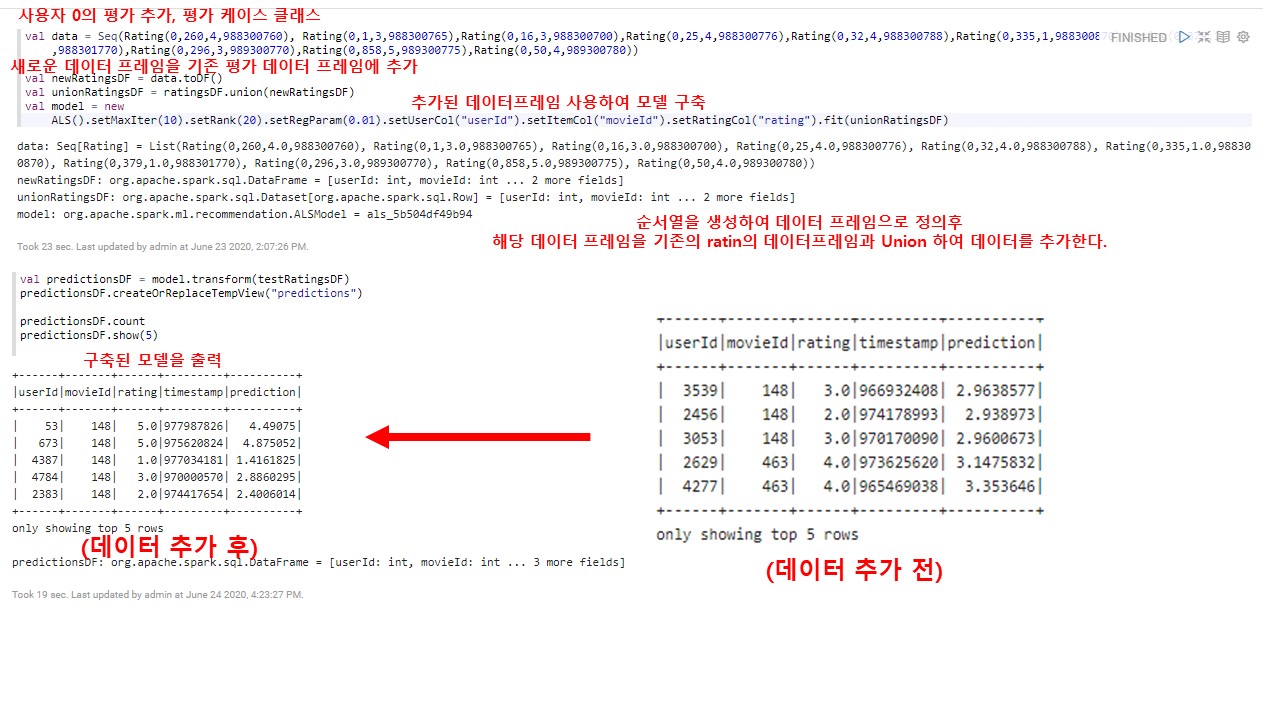 사용자 0의 평가 추가, 평가 케이스 클래스
val data = Seq(Rating(0,260,4,988300760), Rating(0,1,3,988300765),Rating(0,16,3,988300700),Rating(0,25,4,988300776),Rating(0,32,4,988300788),Rating(0,335,1,9883008
FINISHED
,988301770),Rating(0,296,3,989300770),Rating(0,858,5,989300775),Rating(0,50,4,989300780))
새로운 데이터 프레임을 기존 평가 데이터 프레임에 추가
val newRatingsDF = data.toDF()
val unionRatingsDF = ratingsDF.union(newRatingsDF)
val model = new
추가된 데이터프레임 사용하여 모델 구축
ALS().setMaxIter(10).setRank(20).setRegParam(0.01).setUserCol("userId").setItemCol("movieId").setRatingCol("rating").fit(unionRatingsDF)
data: Seq[Rating] = List(Rating(0,260,4.0,988300760), Rating(0,1,3.0,988300765), Rating(0,16,3.0,988300700), Rating(0,25,4.0,988300776), Rating(0,32,4.0,988300788), Rating(0,335,1.0,98830
0870), Rating(0,379,1.0,988301770), Rating(0,296,3.0,989300770), Rating(0,858,5.0,989300775), Rating(0,50,4.0,989300780))
newRatingsDF: org.apache.spark.sql.DataFrame = [userId: int, movieId: int ... 2 more fields]
unionRatingsDF: org.apache.spark.sql.Dataset[org.apache.spark.sql.Row] = [userId: int, movieId: int ... 2 more fields]
model: org.apache.spark.ml.recommendation.ALSModel = als_5b504df49b94
순서열을 생성하여 데이터 프레임으로 정의후
해당 데이터 프레임을 기존의 ratin의 데이터프레임과 Union 하여 데이터를 추가한다.
Took 23 sec. Last updated by admin at June 23 2020, 2:07:26 PM.
val predictionsDF = model.transform(testRatingsDF)
predictionsDF.createOrReplaceTempView("predictions")
predictionsDF.count
predictionsDF.show(5)
구축된 모델을 출력
+------+-------+------+---------+----------+
|userId|movieId|rating|timestamp|prediction|
+------+-------+------+---------+----------+
|    53|    148|   5.0|977987826|   4.49075|
|   673|    148|   5.0|975620824|  4.875052|
|  4387|    148|   1.0|977034181| 1.4161825|
|  4784|    148|   3.0|970000570| 2.8860295|
|  2383|    148|   2.0|974417654| 2.4006014|
+------+-------+------+---------+----------+
only showing top 5 rows
(데이터 추가 후)
predictionsDF: org.apache.spark.sql.DataFrame = [userId: int, movieId: int ... 3 more fields]
Took 19 sec. Last updated by admin at June 24 2020, 4:23:27 PM.
+------+-------+------+---------+----------+
|userId|movieId|rating|timestamp|prediction|
+------+-------+------+---------+----------+
|  3539|    148|   3.0|966932408| 2.9638577|
|  2456|    148|   2.0|974178993|  2.938973|
|  3053|    148|   3.0|970170090| 2.9600673|
|  2629|    463|   4.0|973625620| 3.1475832|
|  4277|    463|   4.0|965469038|  3.353646|
+------+-------+------+---------+----------+
only showing top 5 rows
(데이터 추가 전)